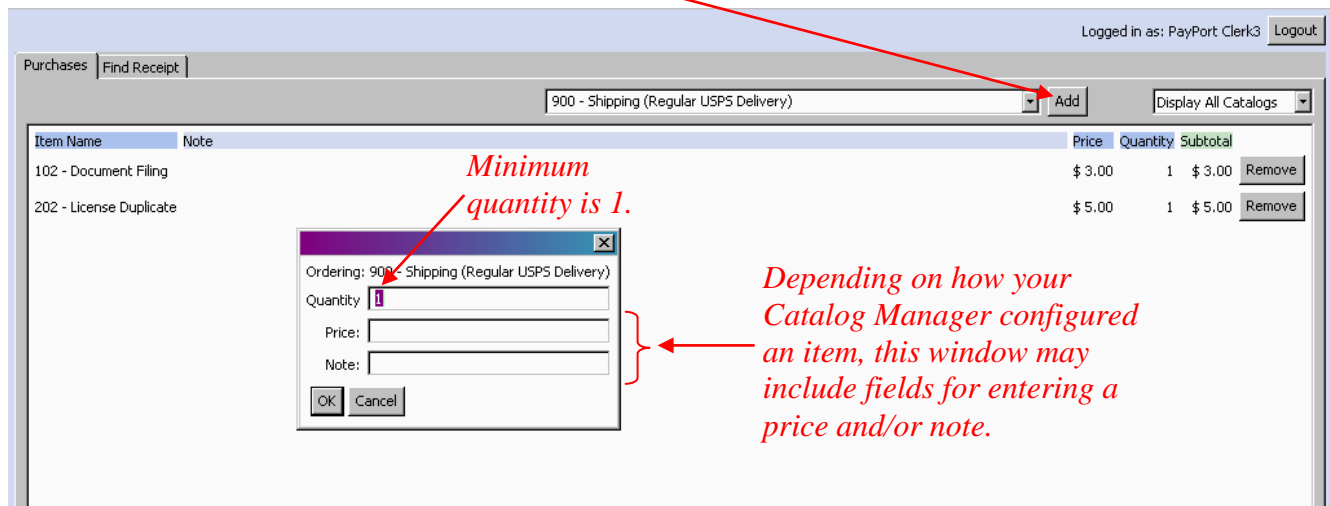 Logged in as: PayPort Clerk3 Logout
Purchases Find Receipt
900 - Shipping (Regular USPS Delivery) Add Display All Catalogs
Item Name Note Price Quantity Subtotal
102 - Document Filing $ 3.00 1 $ 3.00 Remove
202 - License Duplicate $ 5.00 1 $ 5.00 Remove
Minimum
quantity is 1.
Ordering: 900 - Shipping (Regular USPS Delivery)
Quantity 1
Price:
Note:
OK Cancel
Depending on how your
Catalog Manager configured
an item, this window may
include fields for entering a
price and/or note.